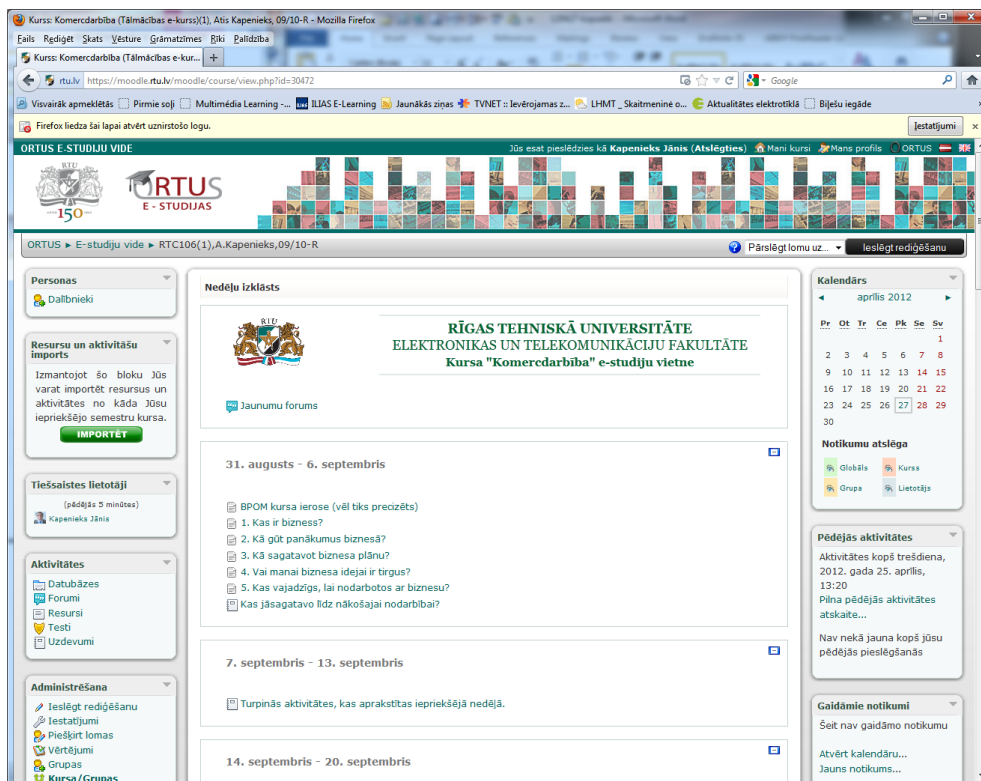 Kurss: Komercdarbība (Tālmācības e-kurss)(1), Atis Kapenieks, 09/10-R - Mozilla Firefox
Fails Rediģēt Skats Vēsture Grāmatzīmes Rīki Palīdzība
Kurss: Komercdarbība (Tālmācības e-kur...
rtu.lv https://moodle.rtu.lv/moodle/course/view.php?id=30472
Google
Visvairāk apmeklētās Pirmie soļi Multimédia Learning -... ILIAS E-Learning Jaunākās ziņas TVNET :: Ievērojamas z... LHMT _ Skaitmeninė o... Aktualitātes elektrotīklā Biļešu iegāde
Firefox liedza šai lapai atvērt uznirstošo logu.
Iestatījumi
ORTUS E-STUDIJU VIDE
Jūs esat pieslēdzies kā Kapenieks Jānis (Atslēgties) Mani kursi Mans profils ORTUS
RTU
150
ORTUS
E - STUDIJAS
ORTUS ► E-studiju vide ► RTC106(1),A.Kapenieks,09/10-R
Pārslēgt lomu uz...
Ieslēgt rediģēšanu
Personas
Dalībnieki
Resursu un aktivitāšu
imports
Izmantojot šo bloku Jūs
varat importēt resursus un
aktivitātes no kāda Jūsu
iepriekšējo semestru kursa.
IMPORTĒT
Tiešsaistes lietotāji
(pēdējās 5 minūtes)
Kapenieks Jānis
Aktivitātes
Datubāzes
Forumi
Resursi
Testi
Uzdevumi
Administrēšana
Ieslēgt rediģēšanu
Iestatījumi
Piešķirt lomas
Vērtējumi
Grupas
Kursa/Grupas
Nedēļu izklāsts
RTU
RĪGAS TEHNISKĀ UNIVERSITĀTE
ELEKTRONIKAS UN TELEKOMUNIKĀCIJU FAKULTĀTE
Kursa "Komercdarbība" e-studiju vietne
Jaunumu forums
31. augusts - 6. septembris
BPOM kursa ierose (vēl tiks precizēts)
1. Kas ir bizness?
2. Kā gūt panākumus biznesā?
3. Kā sagatavot biznesa plānu?
4. Vai manai biznesa idejai ir tirgus?
5. Kas vajadzīgs, lai nodarbotos ar biznesu?
Kas jāsagatavo līdz nākošajai nodarbībai?
7. septembris - 13. septembris
Turpinās aktivitātes, kas aprakstītas iepriekšējā nedēļā.
14. septembris - 20. septembris
Kalendārs
◄ aprīlis 2012 ►
Pr Ot Tr Ce Pk Se Sv
1
2 3 4 5 6 7 8
9 10 11 12 13 14 15
16 17 18 19 20 21 22
23 24 25 26 27 28 29
30
Notikumu atslēga
Globāls Kurss
Grupa Lietotājs
Pēdējās aktivitātes
Aktivitātes kopš trešdiena,
2012. gada 25. aprīlis,
13:20
Pilna pēdējās aktivitātes
atskaite...
Nav nekā jauna kopš jūsu
pēdējās pieslēgšanās
Gaidāmie notikumi
Šeit nav gaidāmo notikumu
Atvērt kalendāru...
Jauns notikums...